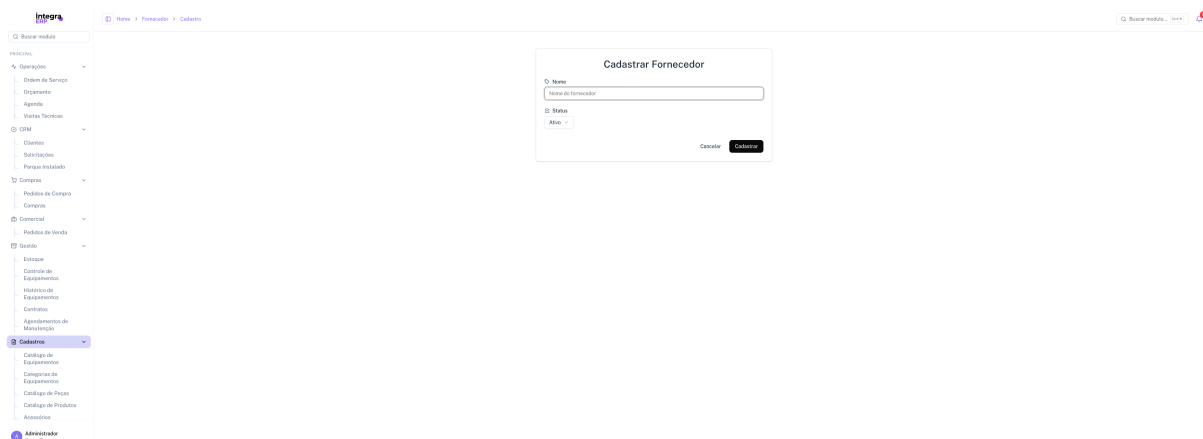 Integra
ERP
Home > Fornecedor > Cadastro
Buscar modulo...
Buscar modulo
PRINCIPAL
Operações
Ordem de Serviço
Orçamento
Agenda
Visitas Técnicas
CRM
Clientes
Solicitações
Parque Instalado
Compras
Pedidos de Compra
Compras
Comercial
Pedidos de Venda
Gestão
Estoque
Controle de
Equipamentos
Histórico de
Equipamentos
Contratos
Agendamentos de
Manutenção
Cadastros
Catálogo de
Equipamentos
Categorias de
Equipamentos
Catálogo de Peças
Catálogo de Produtos
Acessórios
A
Administrador
Cadastrar Fornecedor
Nome
Nome do fornecedor
Status
Ativo
Cancelar
Cadastrar